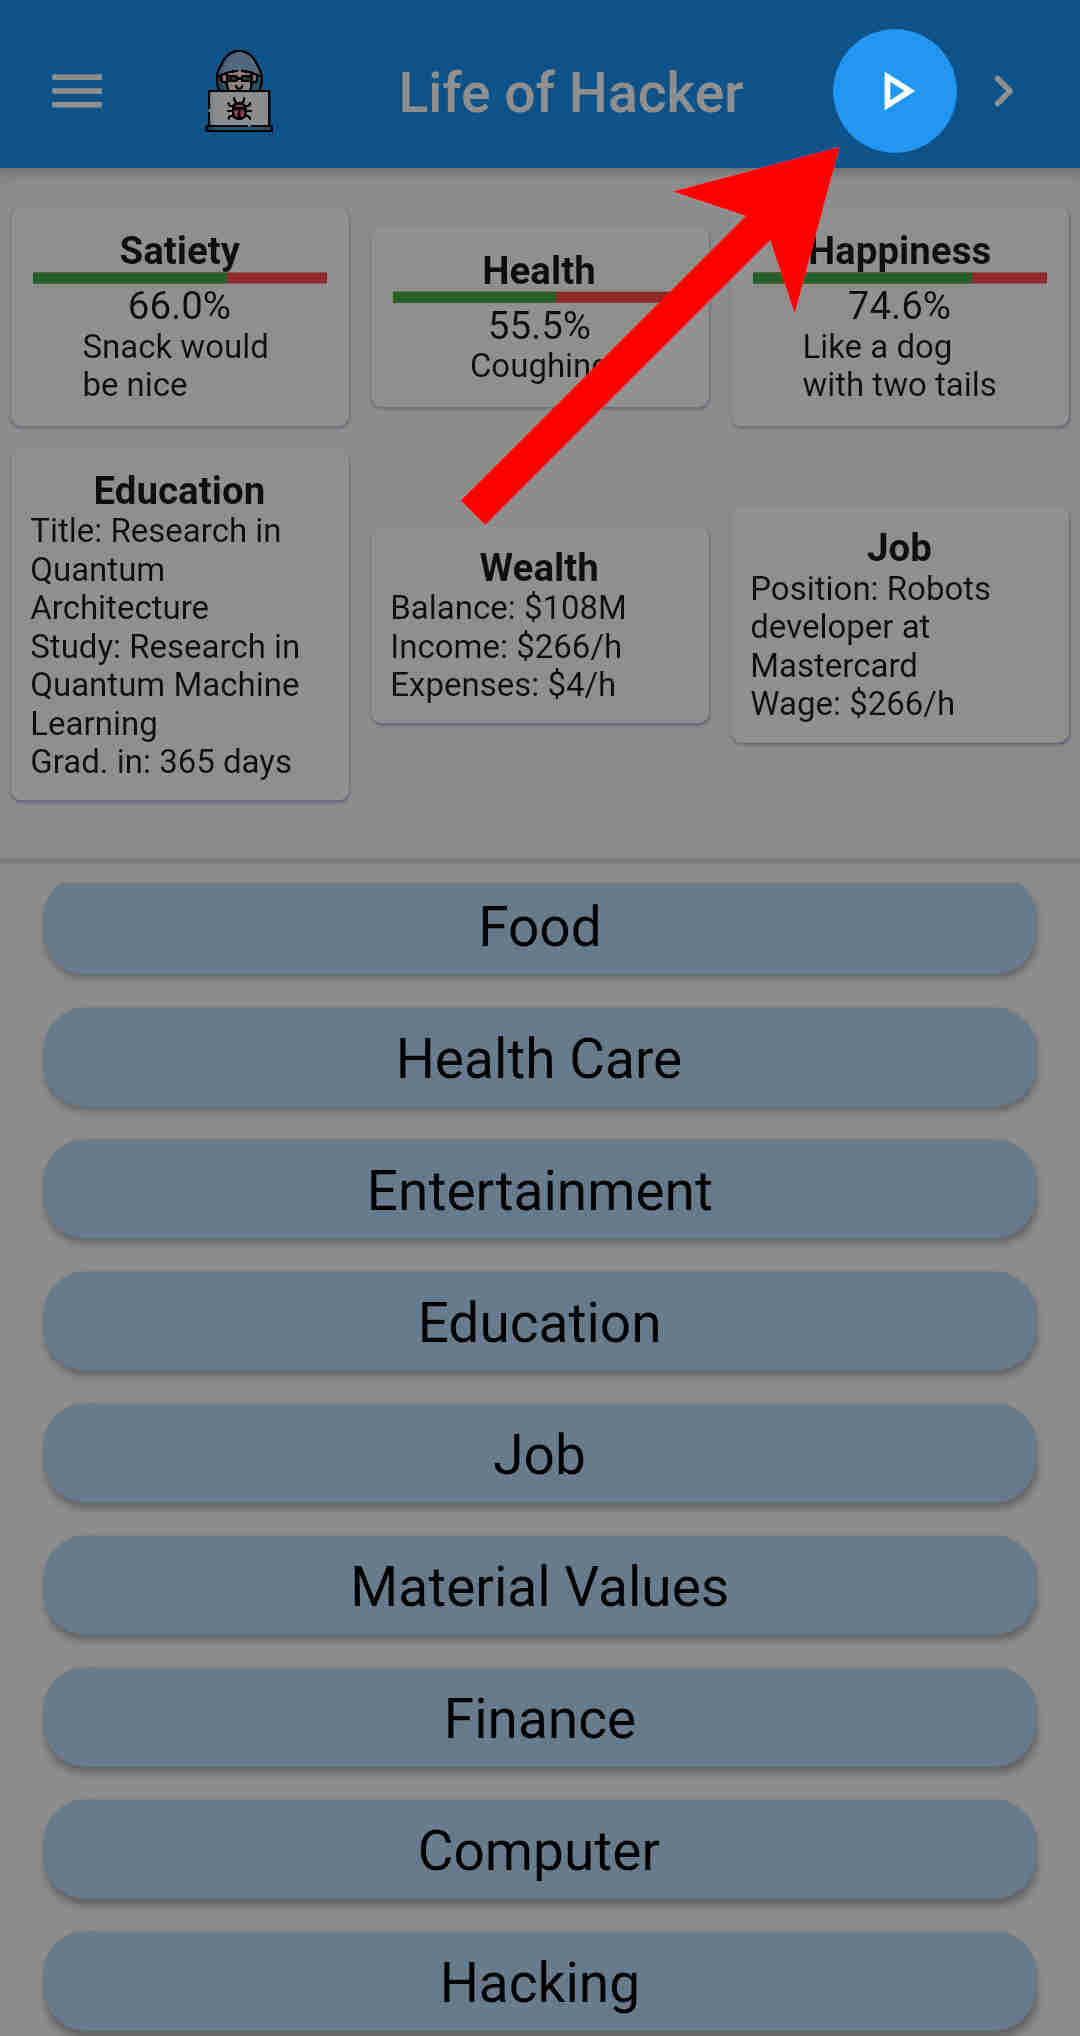 Life of Hacker
Satiety
66.0%
Snack would
be nice
Health
55.5%
Coughing
Happiness
74.6%
Like a dog
with two tails
Education
Title: Research in
Quantum
Architecture
Study: Research in
Quantum Machine
Learning
Grad. in: 365 days
Wealth
Balance: $108M
Income: $266/h
Expenses: $4/h
Job
Position: Robots
developer at
Mastercard
Wage: $266/h
Food
Health Care
Entertainment
Education
Job
Material Values
Finance
Computer
Hacking